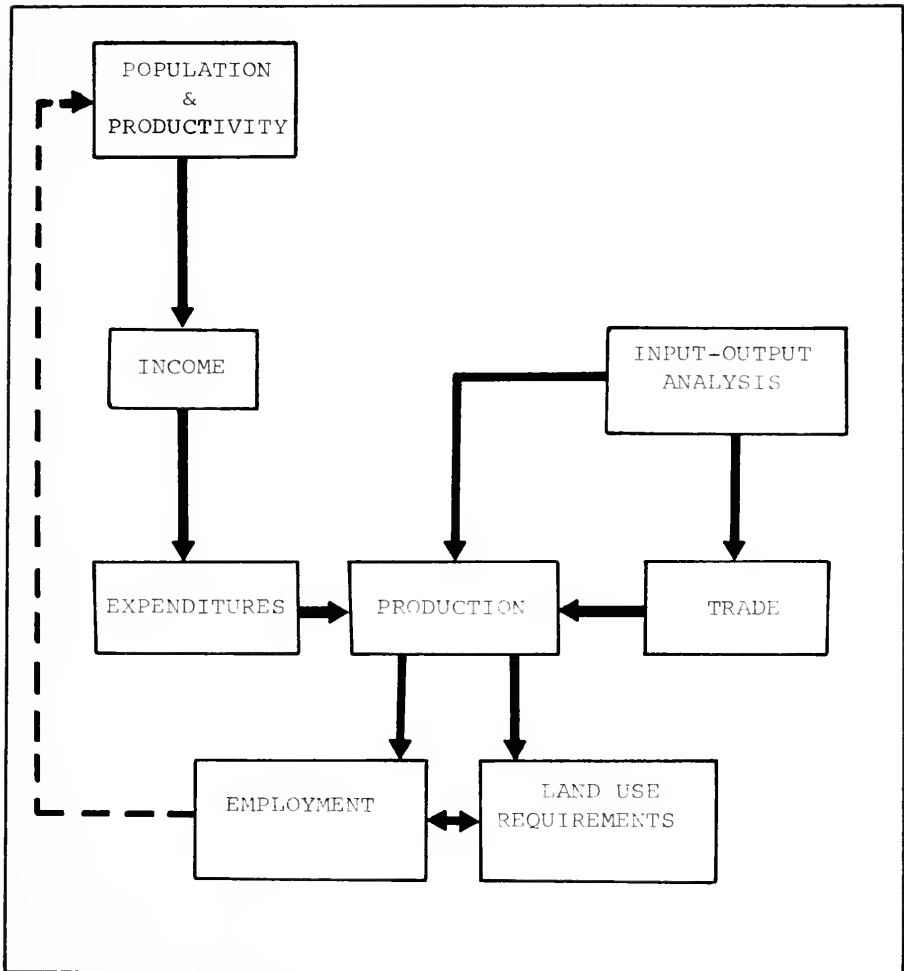 POPULATION
&
PRODUCTIVITY
INCOME
INPUT-OUTPUT
ANALYSIS
EXPENDITURES
PRODUCTION
TRADE
EMPLOYMENT
LAND USE
REQUIREMENTS